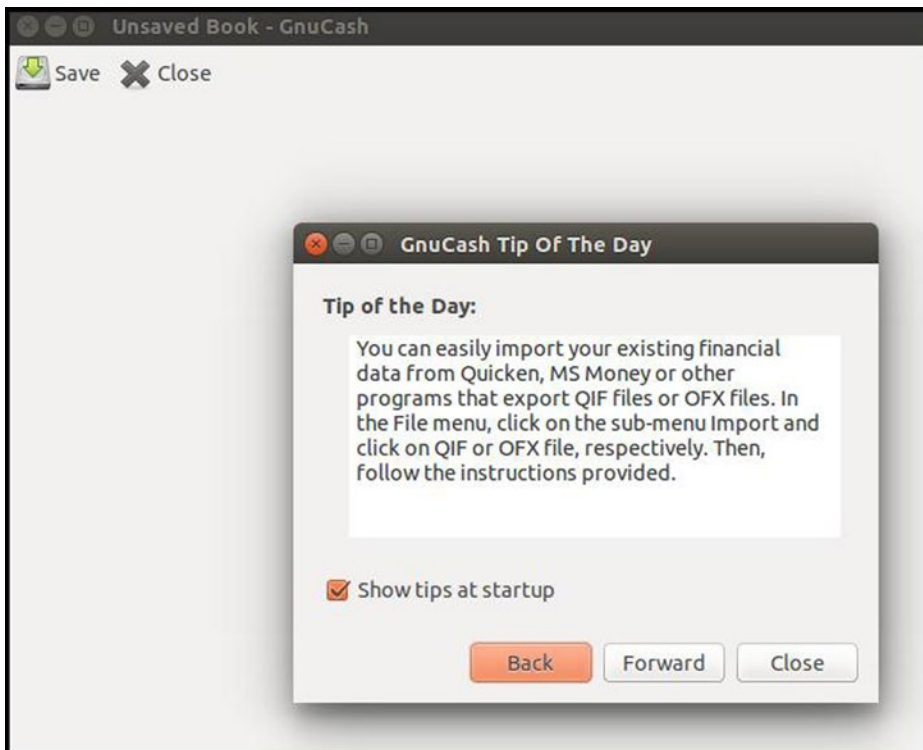 Unsaved Book - GnuCash
Save Close
GnuCash Tip Of The Day
Tip of the Day:
You can easily import your existing financial
data from Quicken, MS Money or other
programs that export QIF files or OFX files. In
the File menu, click on the sub-menu Import and
click on QIF or OFX file, respectively. Then,
follow the instructions provided.
Show tips at startup
Back Forward Close